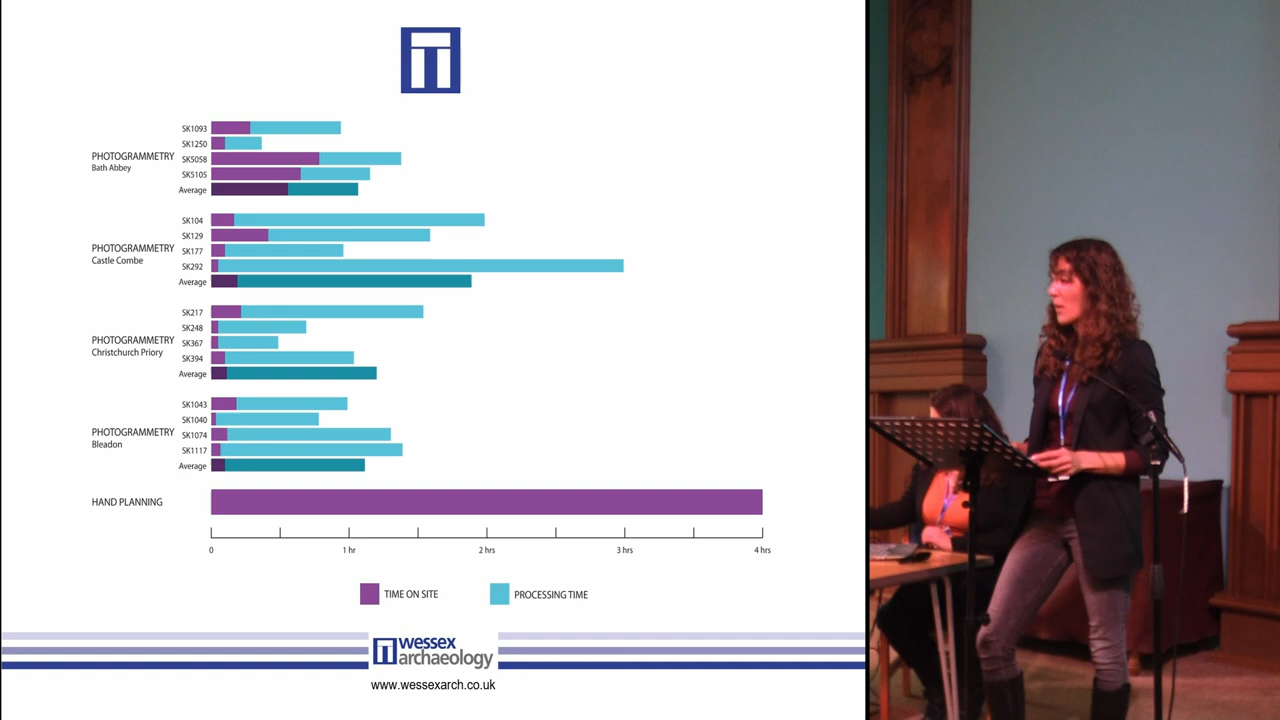 SK1093
SK1250
PHOTOGRAMMETRY
Bath Abbey
SK5058
SK5105
Average
SK104
SK129
PHOTOGRAMMETRY
Castle Combe
SK177
SK292
Average
SK217
SK248
PHOTOGRAMMETRY
Christchurch Priory
SK367
SK394
Average
SK1043
SK1040
PHOTOGRAMMETRY
Bleadon
SK1074
SK1117
Average
HAND PLANNING
0 1 hr 2 hrs 3 hrs 4 hrs
TIME ON SITE PROCESSING TIME
wessex
archaeology
www.wessexarch.co.uk